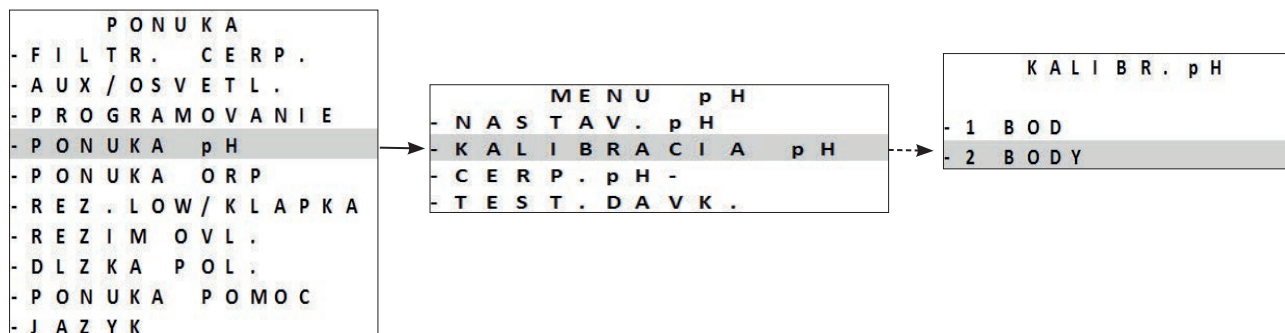 PONUKA
-FILTR. CERP.
-AUX/OSVETL.
-PROGRAMOVANIE
-PONUKA pH
-PONUKA ORP
-REZ.LOW/KLAPKA
-REZIM OVL.
-DLZKA POL.
-PONUKA POMOC
-JAZYK
MENU pH
-NASTAV. pH
-KALIBRACIA pH
-CERP.pH-
-TEST.DAVK.
KALIBR. pH
- 1 BOD
- 2 BODY